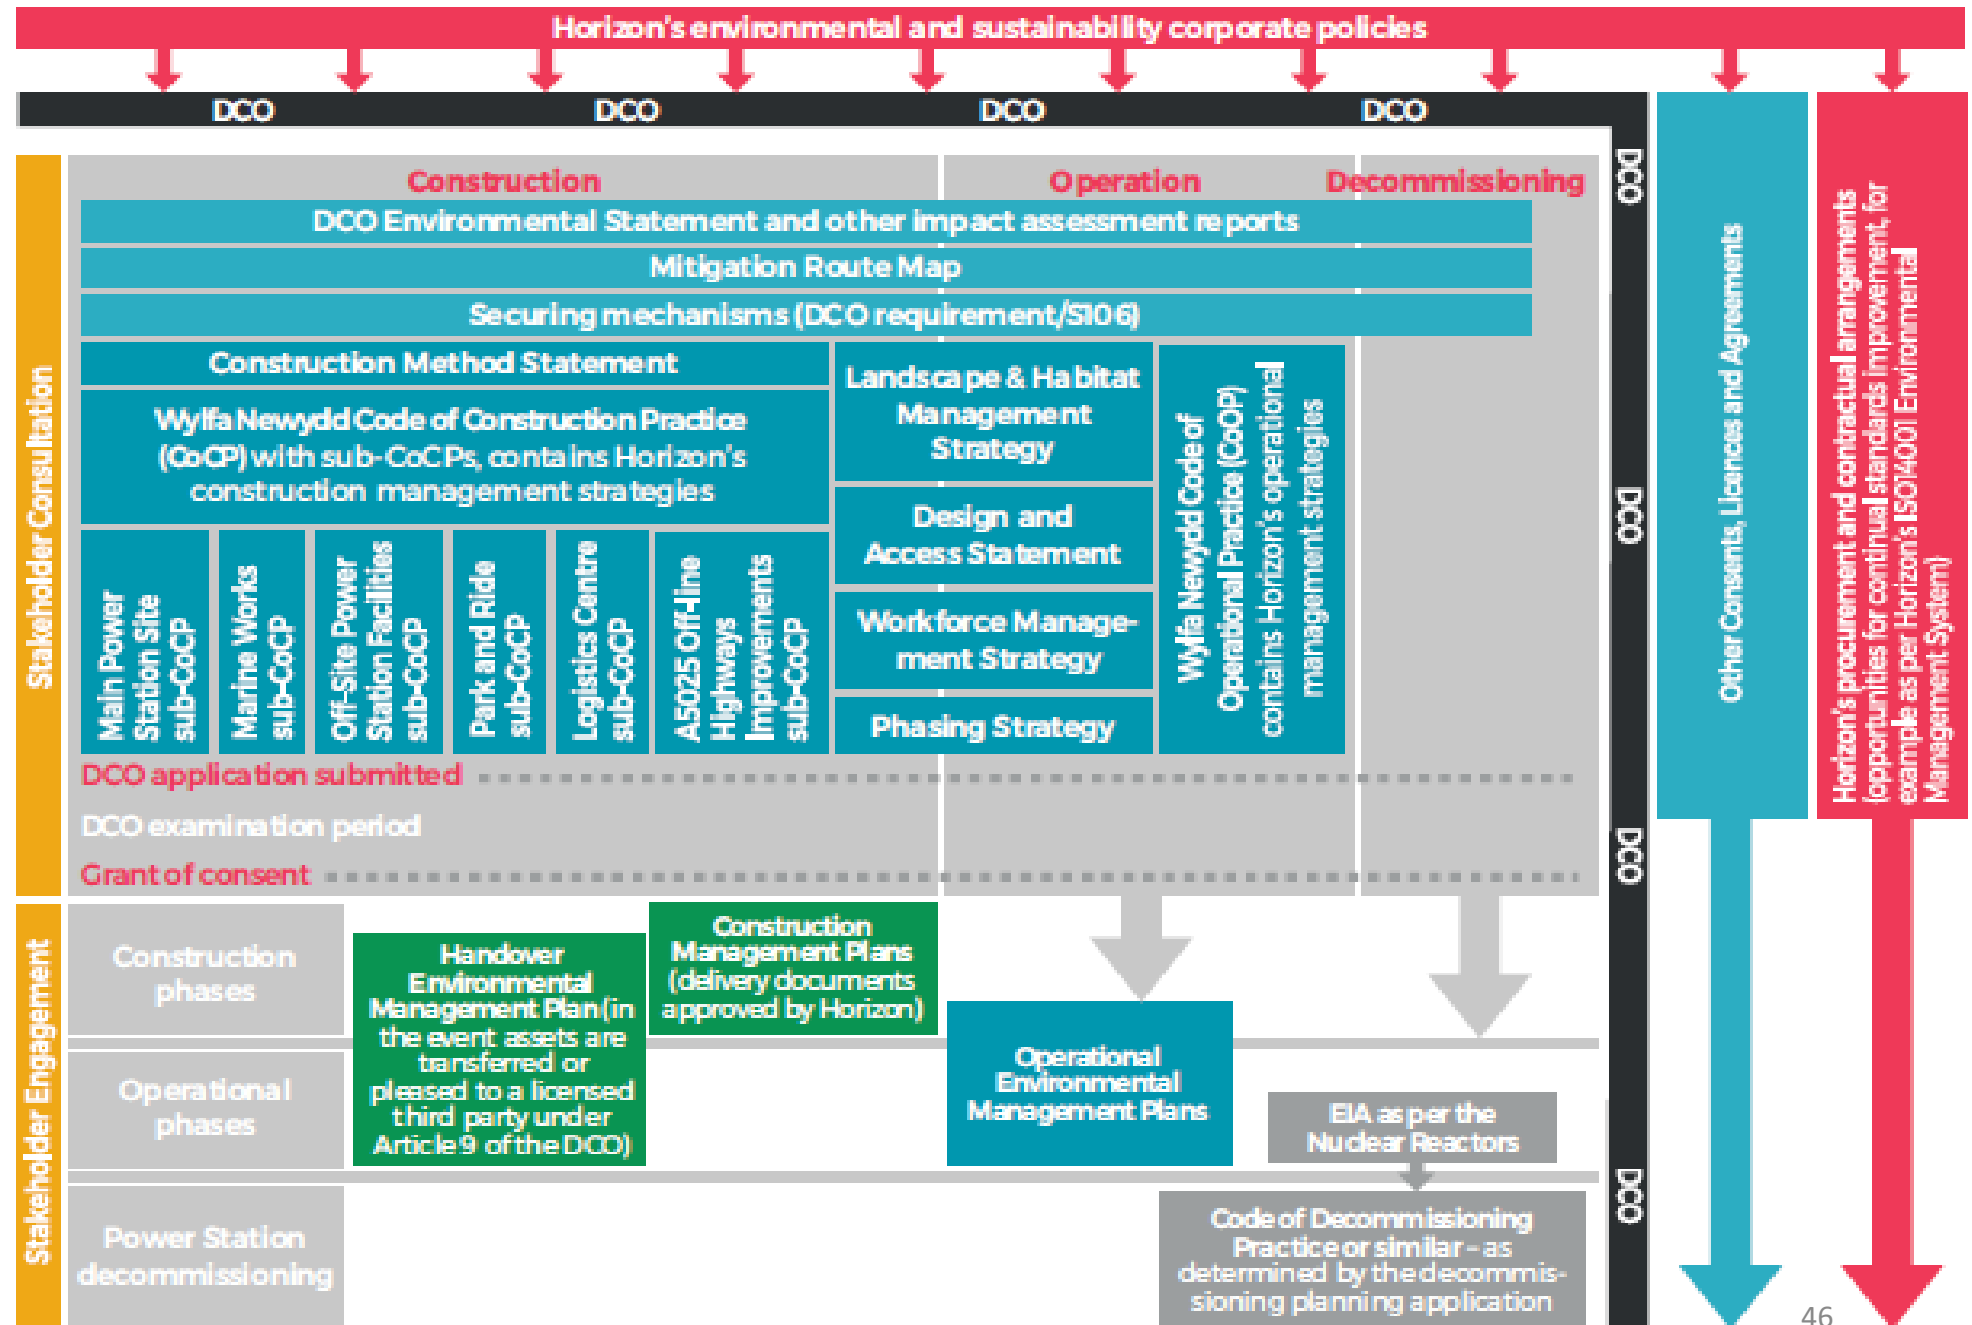 Horizon's environmental and sustainability corporate policies
DCO
DCO
DCO
DCO
DCO
DCO
DCO
DCO
Stakeholder Consultation
Construction
Operation
Decommissioning
DCO Environmental Statement and other impact assessment reports
Mitigation Route Map
Securing mechanisms (DCO requirement/S106)
Construction Method Statement
Wylfa Newydd Code of Construction Practice
(CoCP) with sub-CoCPs, contains Horizon's
construction management strategies
Main Power
Station Site
sub-CoCP
Marine Works
sub-CoCP
Off-Site Power
Station Facilities
sub-CoCP
Park and Ride
sub-CoCP
Logistics Centre
sub-CoCP
A5025 Off-line
Highways
Improvements
sub-CoCP
Landscape & Habitat
Management
Strategy
Design and
Access Statement
Workforce Manage-
ment Strategy
Phasing Strategy
Wylfa Newydd Code of
Operational Practice (CoOP)
contains Horizon's operational
management strategies
Other Consents, Licences and Agreements
Horizon's procurement and contractual arrangements
(opportunities for continual standards improvement, for
example as per Horizon's ISO14001 Environmental
Management System)
DCO application submitted
DCO examination period
Grant of consent
Stakeholder Engagement
Construction
phases
Operational
phases
Power Station
decommissioning
Handover
Environmental
Management Plan (in
the event assets are
transferred or
pleased to a licensed
third party under
Article 9 of the DCO)
Construction
Management Plans
(delivery documents
approved by Horizon)
Operational
Environmental
Management Plans
EIA as per the
Nuclear Reactors
Code of Decommissioning
Practice or similar - as
determined by the decommis-
sioning planning application
46